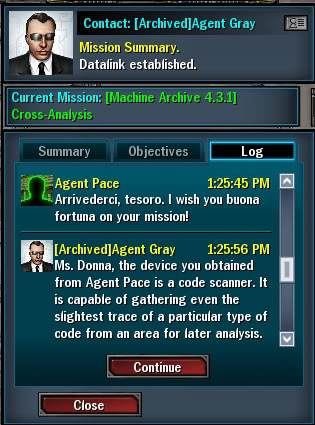 Contact: [Archived]Agent Gray
Mission Summary.
Datalink established.
Current Mission: [Machine Archive 4.3.1]
Cross-Analysis
Summary
Objectives
Log
Agent Pace 1:25:45 PM
Arrivederci, tesoro. I wish you buona
fortuna on your mission!
[Archived]Agent Gray 1:25:56 PM
Ms. Donna, the device you obtained
from Agent Pace is a code scanner. It
is capable of gathering even the
slightest trace of a particular type of
code from an area for later analysis.
Continue
Close